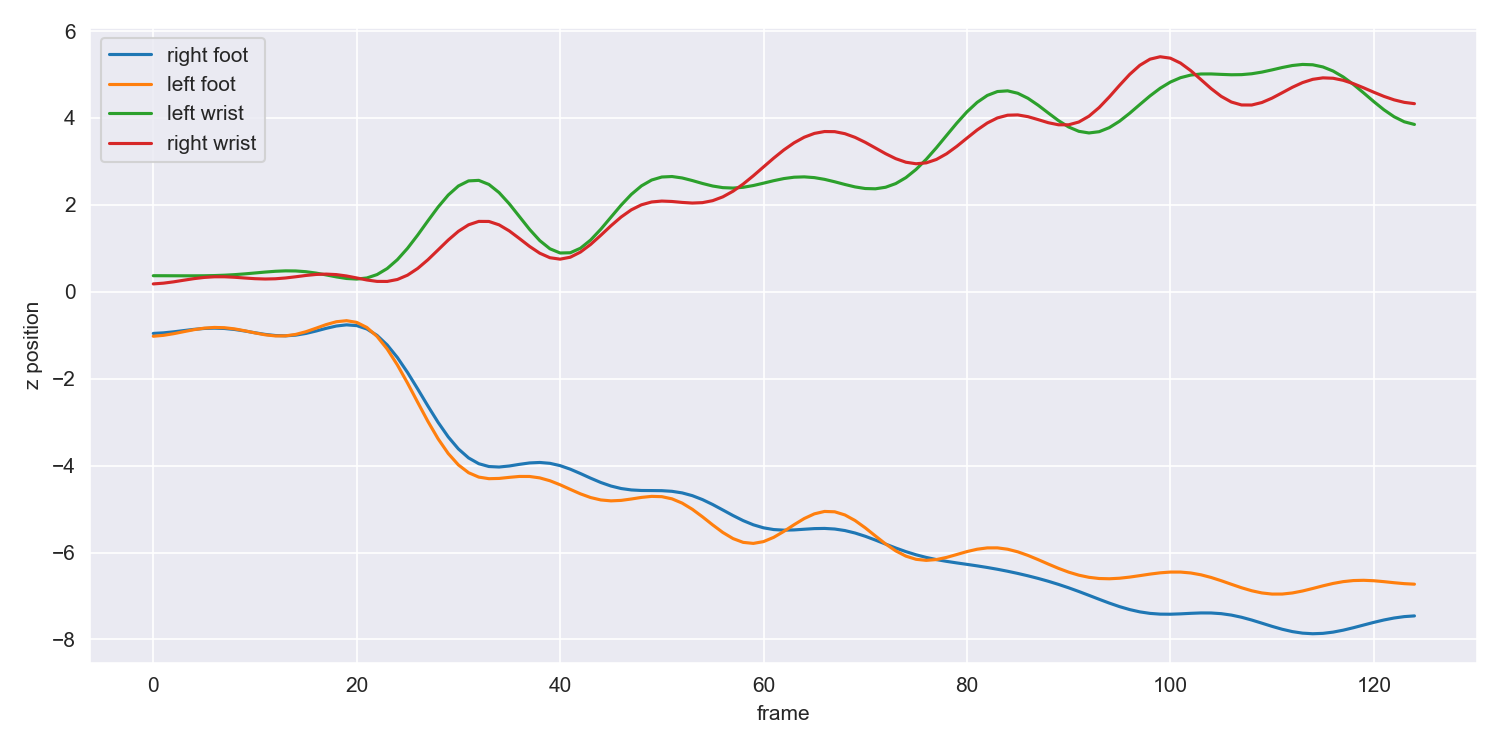 6
4
2
0
−2
−4
−6
−8
z position
right foot
left foot
left wrist
right wrist
0 20 40 60 80 100 120
frame